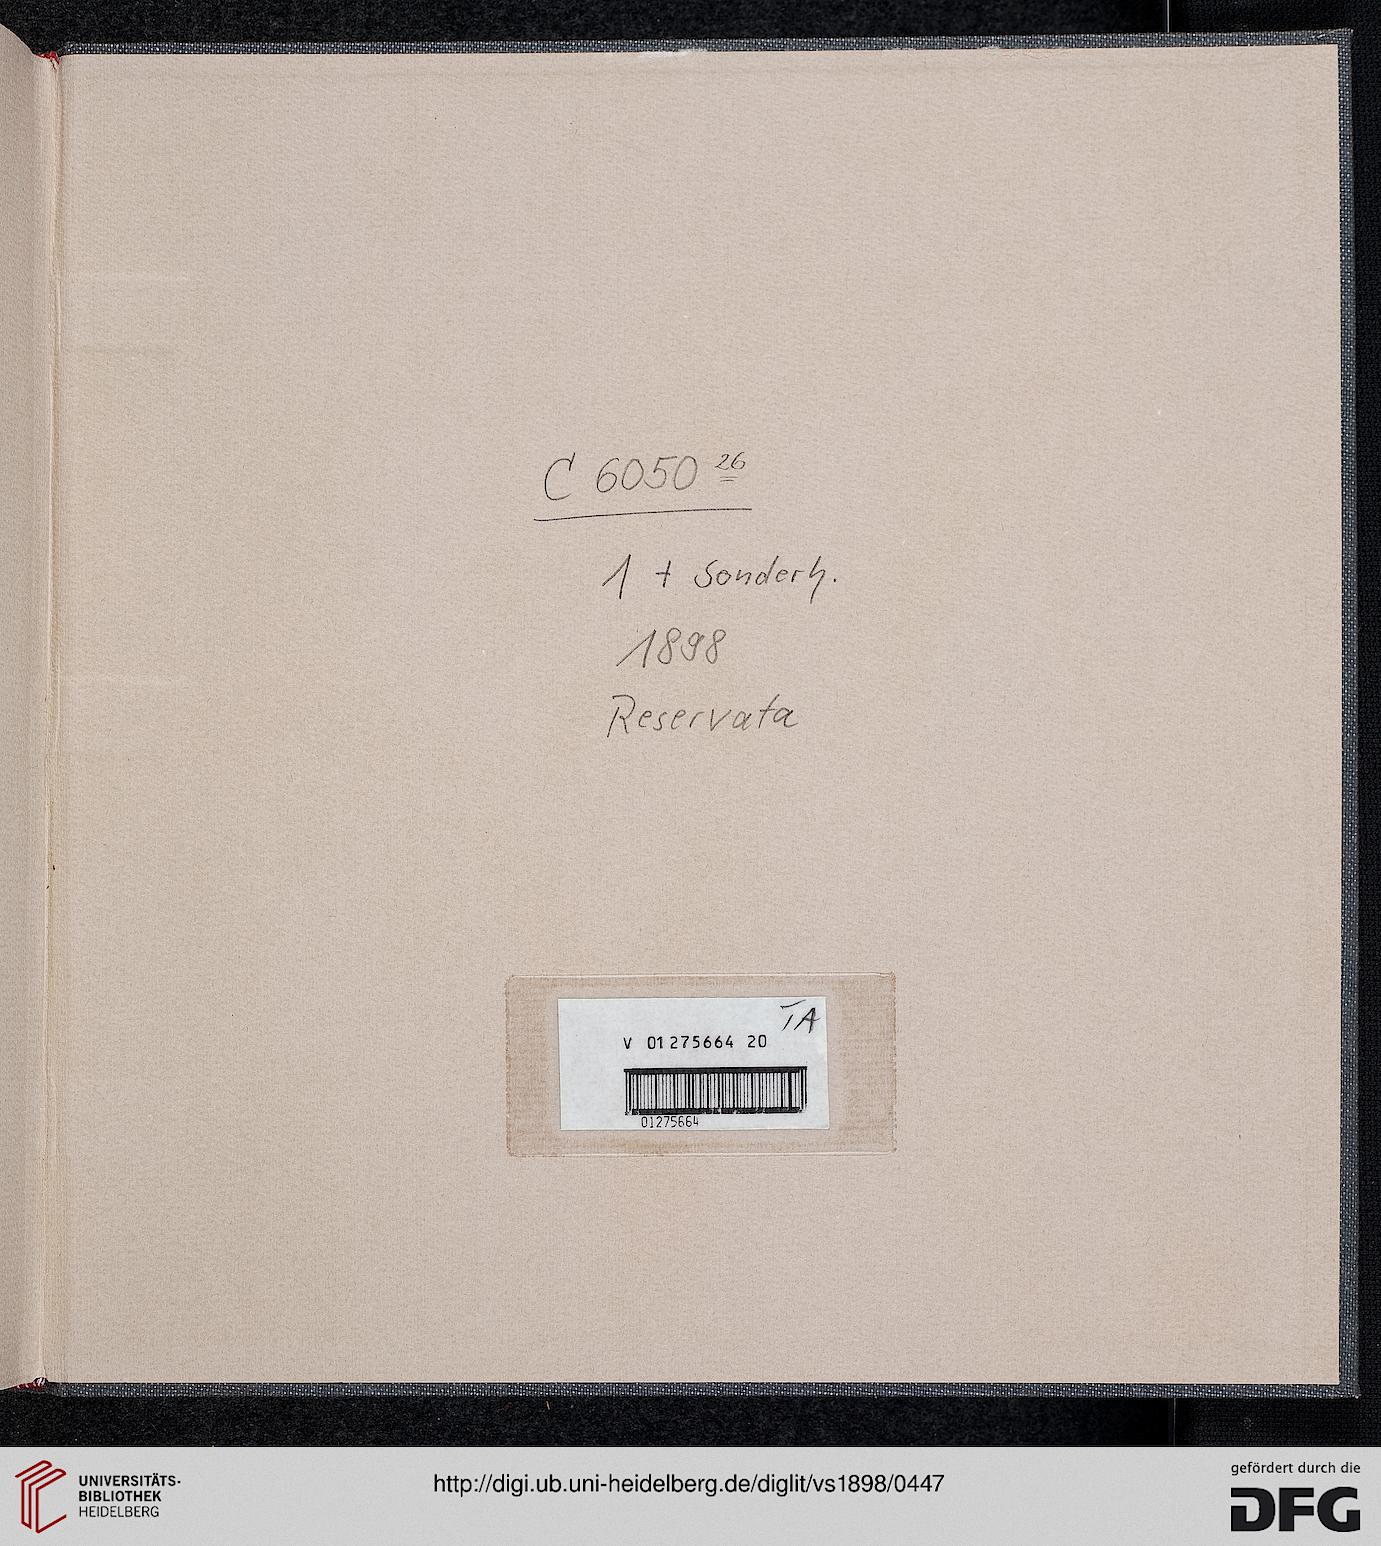 C 6050 26
1 + Sonderh.
1898
Reservata
TA
V 01275664 20
01275664
UNIVERSITÄTS-
BIBLIOTHEK
HEIDELBERG
http://digi.ub.uni-heidelberg.de/diglit/vs1898/0447
gefördert durch die
DFG